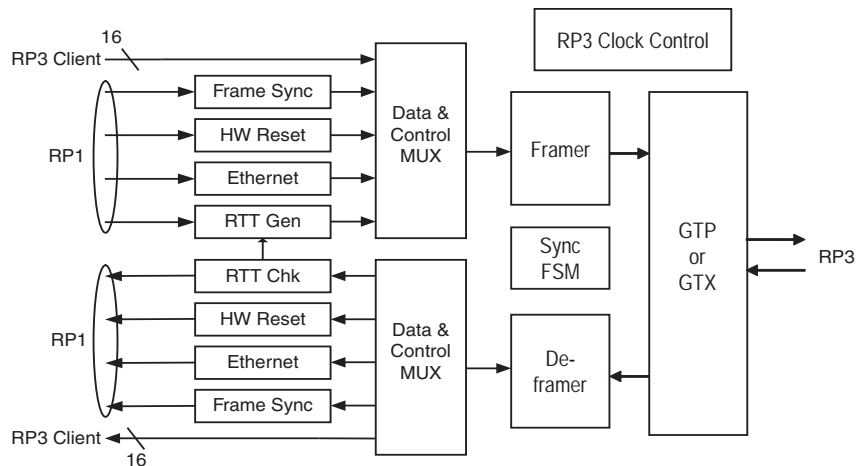 16
RP3 Client
RP3 Clock Control
Frame Sync
HW Reset
Ethernet
RTT Gen
RP1
Data &
Control
MUX
Framer
GTP
or
GTX
RP3
Sync
FSM
RTT Chk
HW Reset
Ethernet
Frame Sync
RP1
Data &
Control
MUX
De-
framer
RP3 Client
16